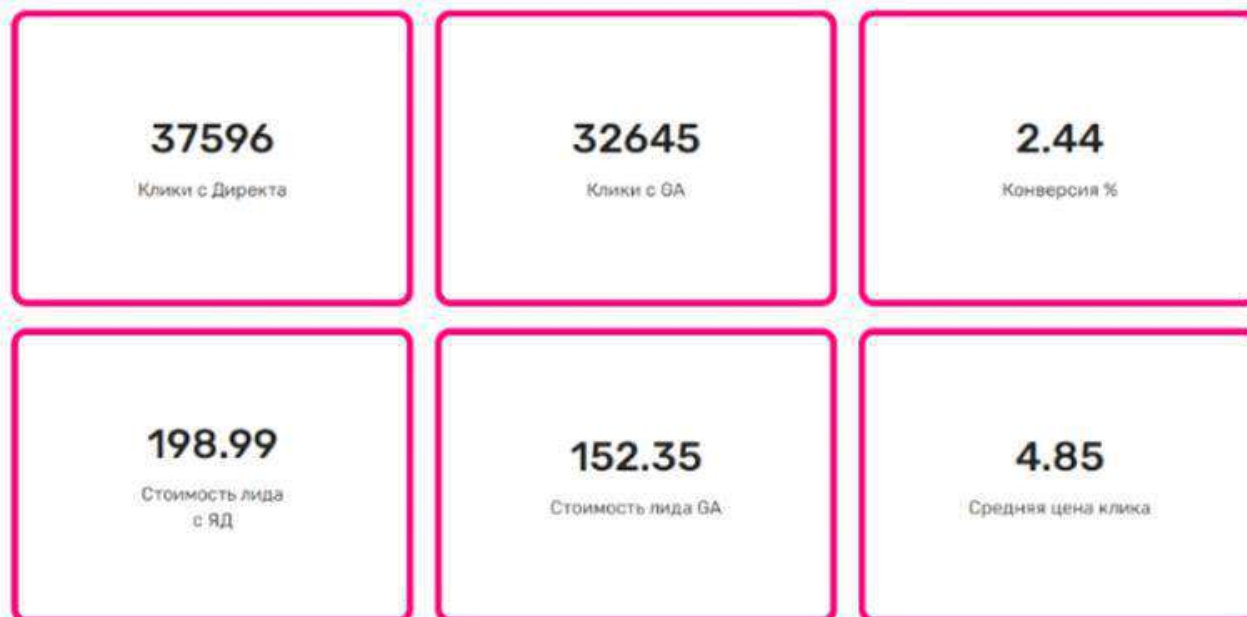 37596
Клики с Директа
32645
Клики с GA
2.44
Конверсия %
198.99
Стоимость лида
с ЯД
152.35
Стоимость лида GA
4.85
Средняя цена клика